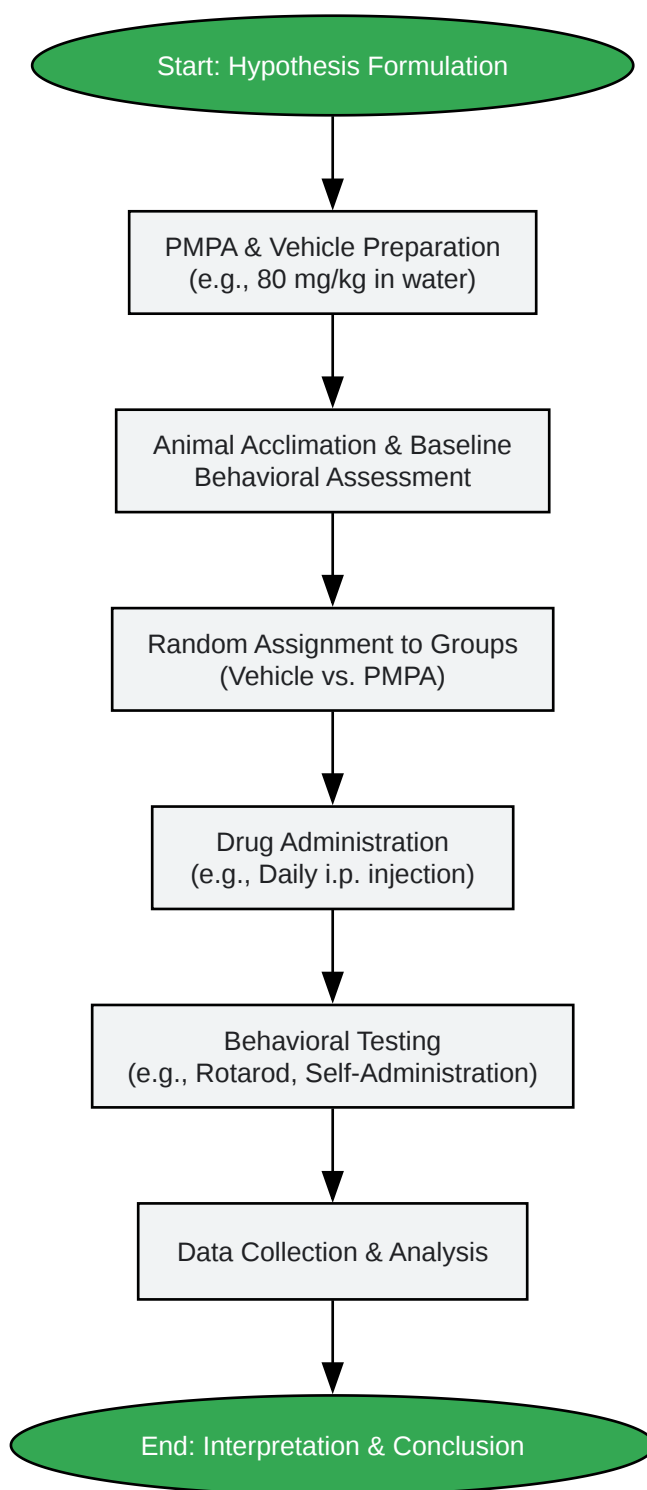 Start: Hypothesis Formulation
PMPA & Vehicle Preparation
(e.g., 80 mg/kg in water)
Animal Acclimation & Baseline
Behavioral Assessment
Random Assignment to Groups
(Vehicle vs. PMPA)
Drug Administration
(e.g., Daily i.p. injection)
Behavioral Testing
(e.g., Rotarod, Self-Administration)
Data Collection & Analysis
End: Interpretation & Conclusion